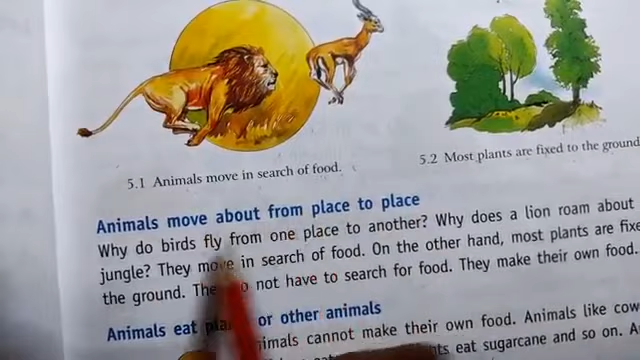 5.1 Animals move in search of food.
5.2 Most plants are fixed to the ground
Animals move about from place to place
Why do birds fly from one place to another? Why does a lion roam about
jungle? They move in search of food. On the other hand, most plants are fixe
the ground. The not have to search for food. They make their own food.
Animals eat or other animals
imals cannot make their own food. Animals like cow
ts eat sugarcane and so on. A